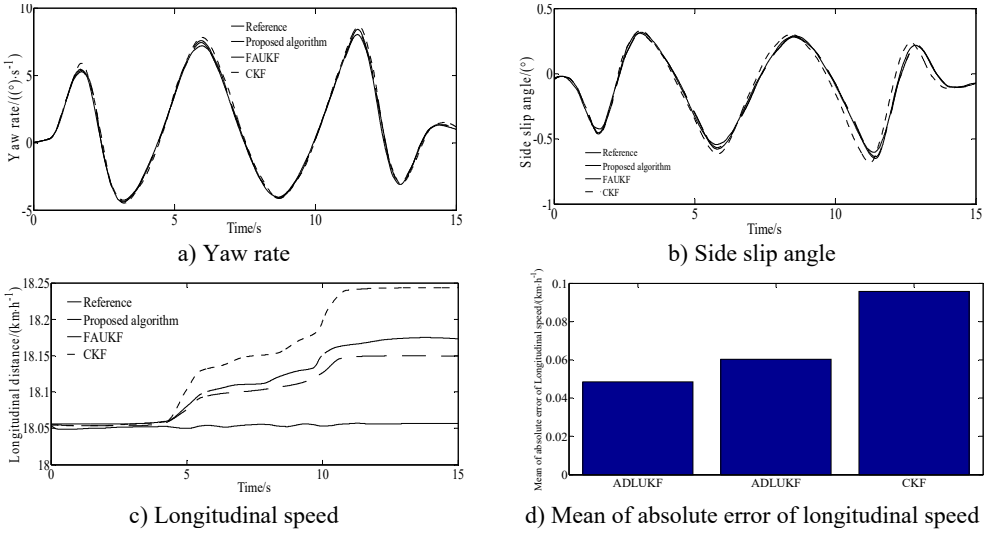 10
5
0
-5
0
5
10
15
Yaw rate/((°)·s⁻¹)
Time/s
Reference
Proposed algorithm
FAUKF
CKF
a) Yaw rate
0.5
0
-0.5
-1
0
5
10
15
Side slip angle/(°)
Time/s
Reference
Proposed algorithm
FAUKF
CKF
b) Side slip angle
18.25
18.2
18.15
18.1
18.05
18
0
5
10
15
Longitudinal distance/(km·h⁻¹)
Time/s
Reference
Proposed algorithm
FAUKF
CKF
c) Longitudinal speed
0.1
0.08
0.06
0.04
0.02
0
Mean of absolute error of Longitudinal speed/(km·h⁻¹)
ADLUKF
ADLUKF
CKF
d) Mean of absolute error of longitudinal speed